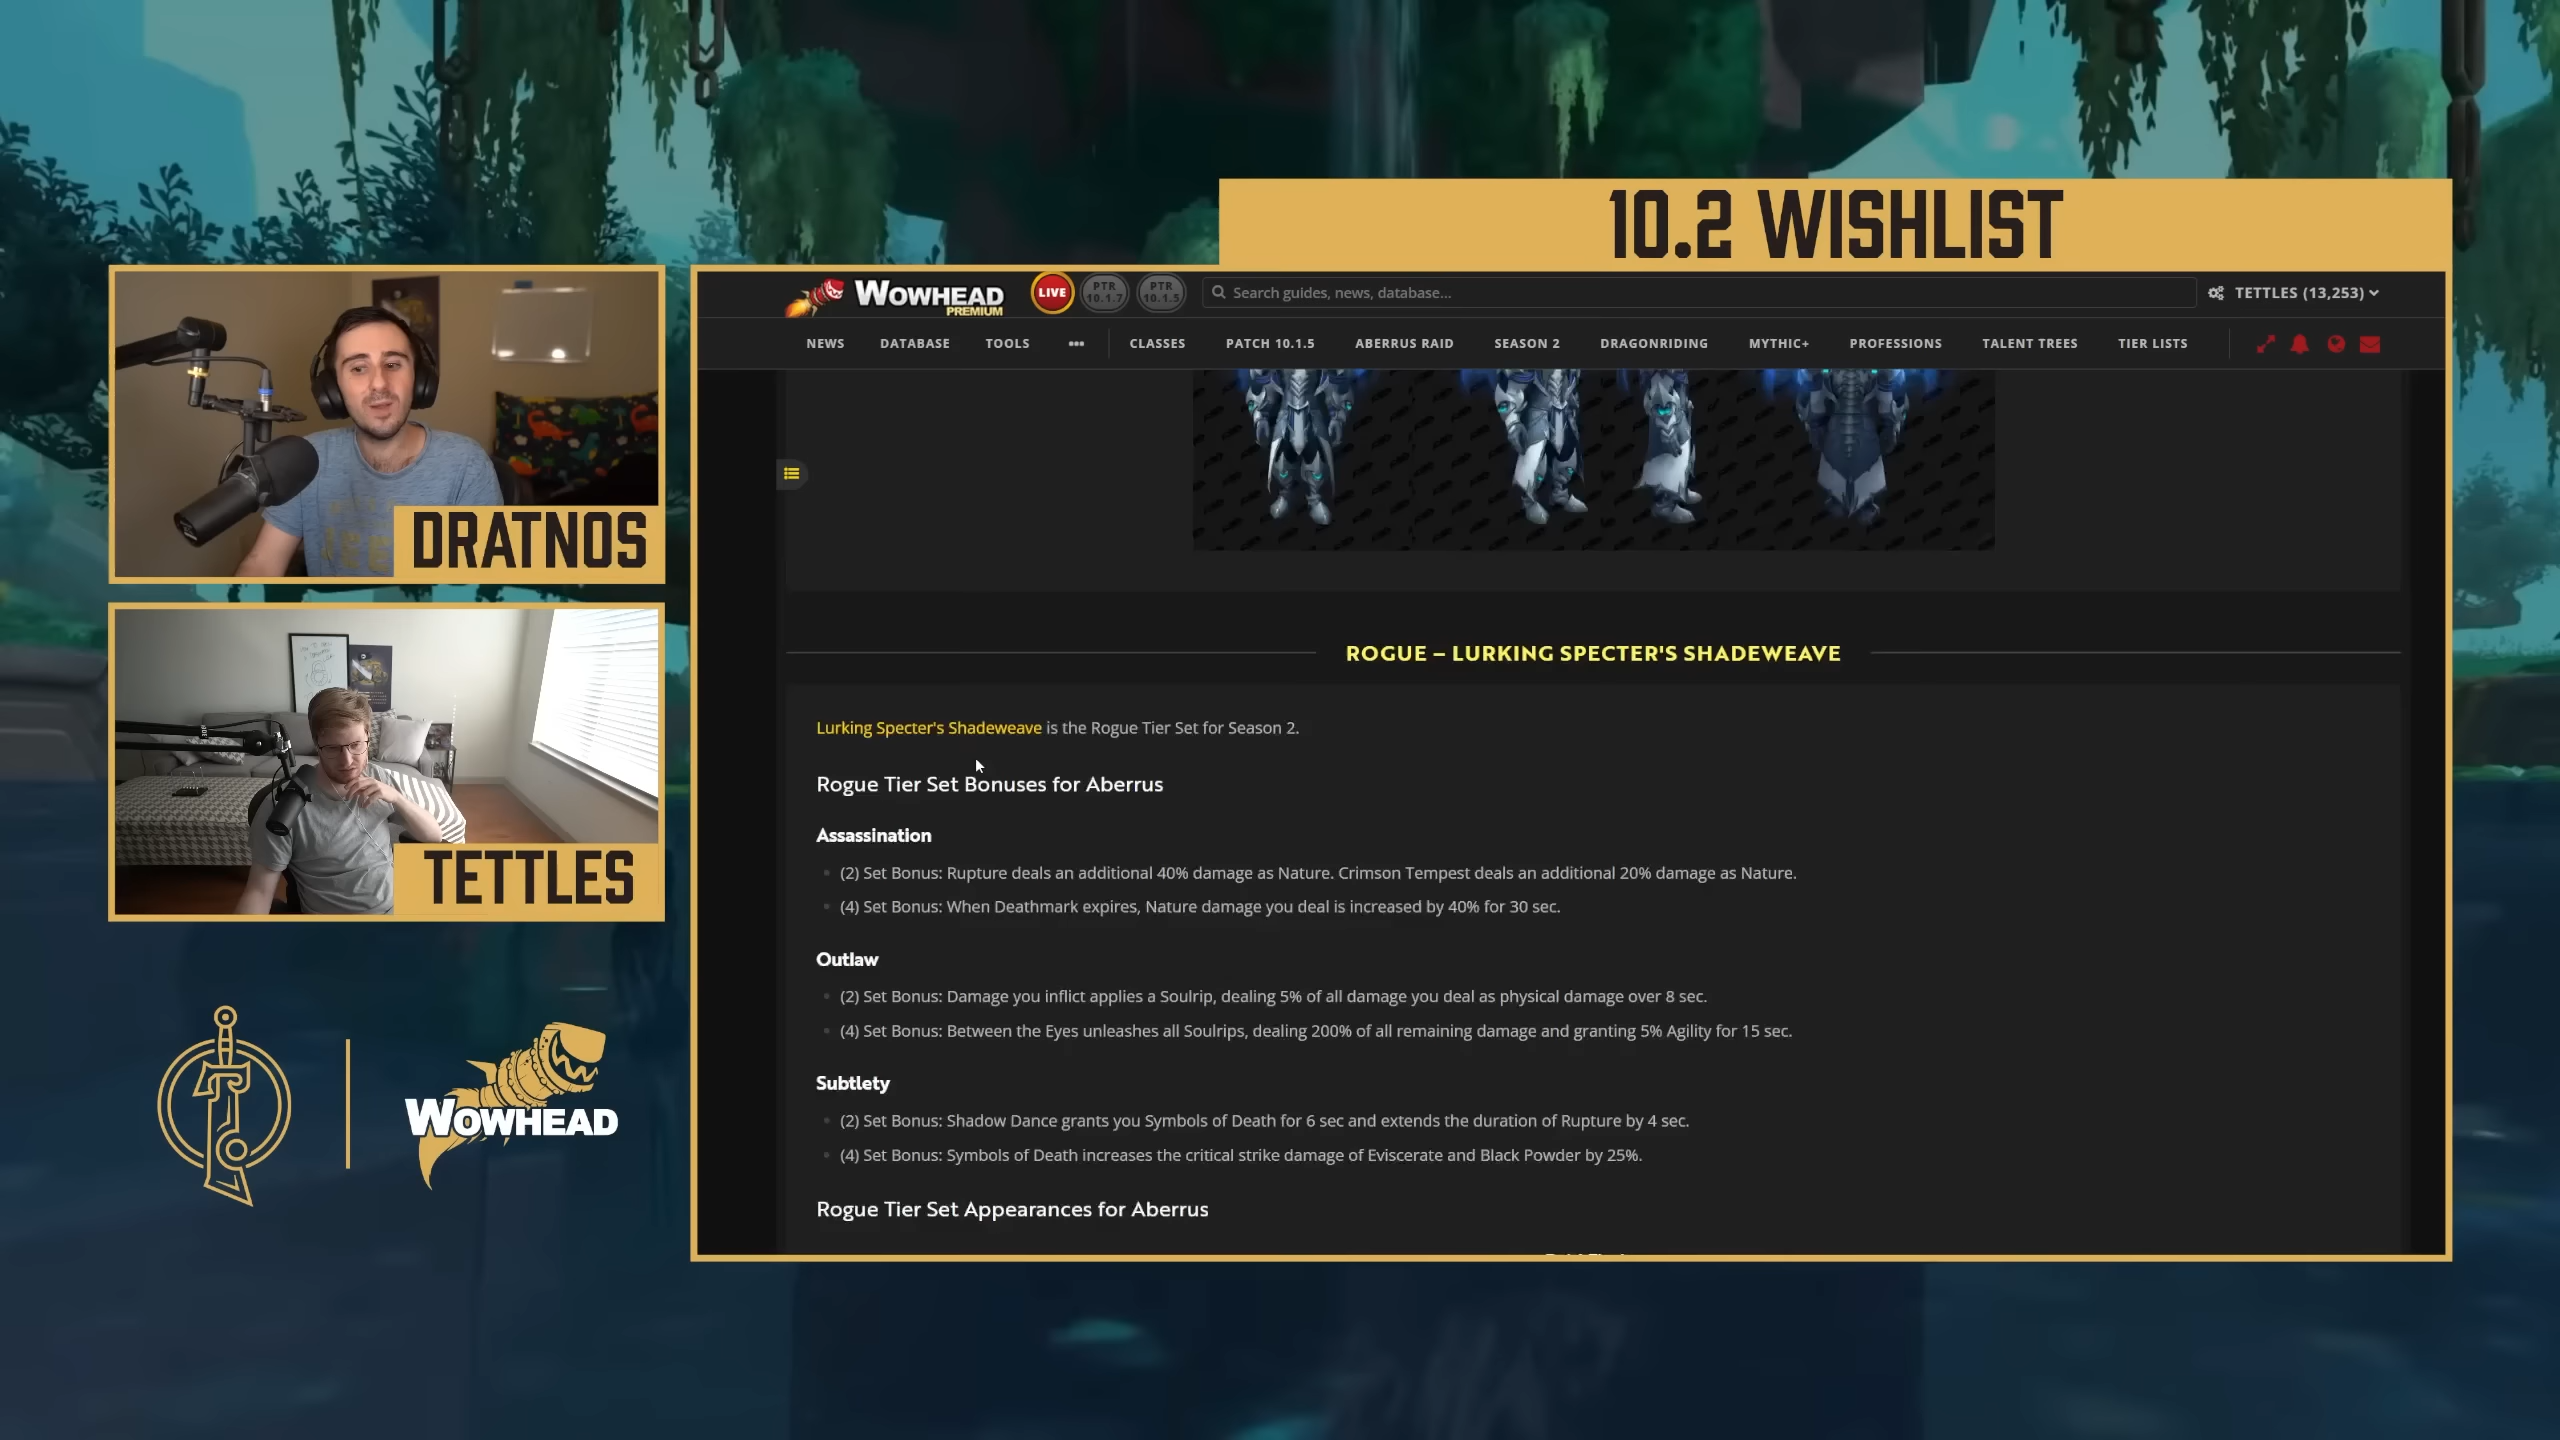 10.2 WISHLIST
DRATNOS
TETTLES
WOWHEAD
WOWHEAD
PREMIUM
LIVE
PTR
10.1.7
PTR
10.1.5
Search guides, news, database...
TETTLES (13,253)
NEWS
DATABASE
TOOLS
•••
CLASSES
PATCH 10.1.5
ABERRUS RAID
SEASON 2
DRAGONRIDING
MYTHIC+
PROFESSIONS
TALENT TREES
TIER LISTS
ROGUE – LURKING SPECTER'S SHADEWEAVE
Lurking Specter's Shadeweave is the Rogue Tier Set for Season 2.
Rogue Tier Set Bonuses for Aberrus
Assassination
(2) Set Bonus: Rupture deals an additional 40% damage as Nature. Crimson Tempest deals an additional 20% damage as Nature.
(4) Set Bonus: When Deathmark expires, Nature damage you deal is increased by 40% for 30 sec.
Outlaw
(2) Set Bonus: Damage you inflict applies a Soulrip, dealing 5% of all damage you deal as physical damage over 8 sec.
(4) Set Bonus: Between the Eyes unleashes all Soulrips, dealing 200% of all remaining damage and granting 5% Agility for 15 sec.
Subtlety
(2) Set Bonus: Shadow Dance grants you Symbols of Death for 6 sec and extends the duration of Rupture by 4 sec.
(4) Set Bonus: Symbols of Death increases the critical strike damage of Eviscerate and Black Powder by 25%.
Rogue Tier Set Appearances for Aberrus